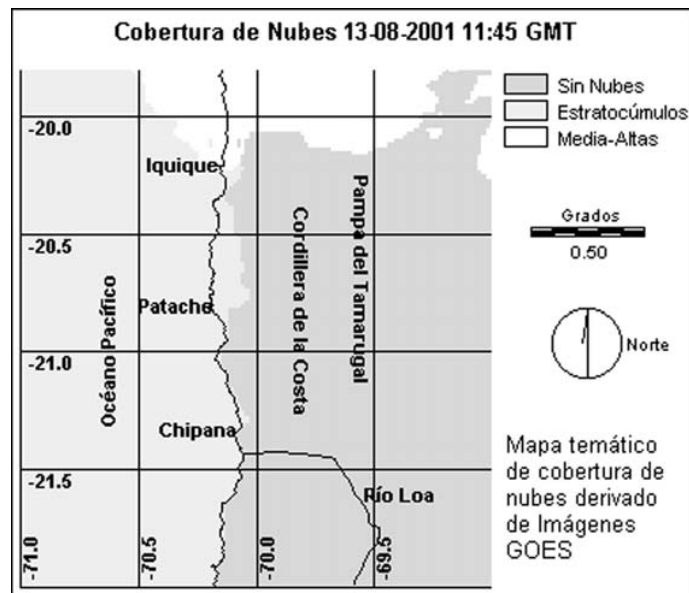 Cobertura de Nubes 13-08-2001 11:45 GMT
Sin Nubes
Estratocúmulos
Media-Altas
-20.0
Iquique
Pampa del Tamarugal
Cordillera de la Costa
Grados
0.50
-20.5
Océano Pacífico
Patache
Norte
-21.0
Chipana
Mapa temático
de cobertura de
nubes derivado
de Imágenes
GOES
-21.5
Río Loa
-71.0
-70.5
-70.0
-69.5